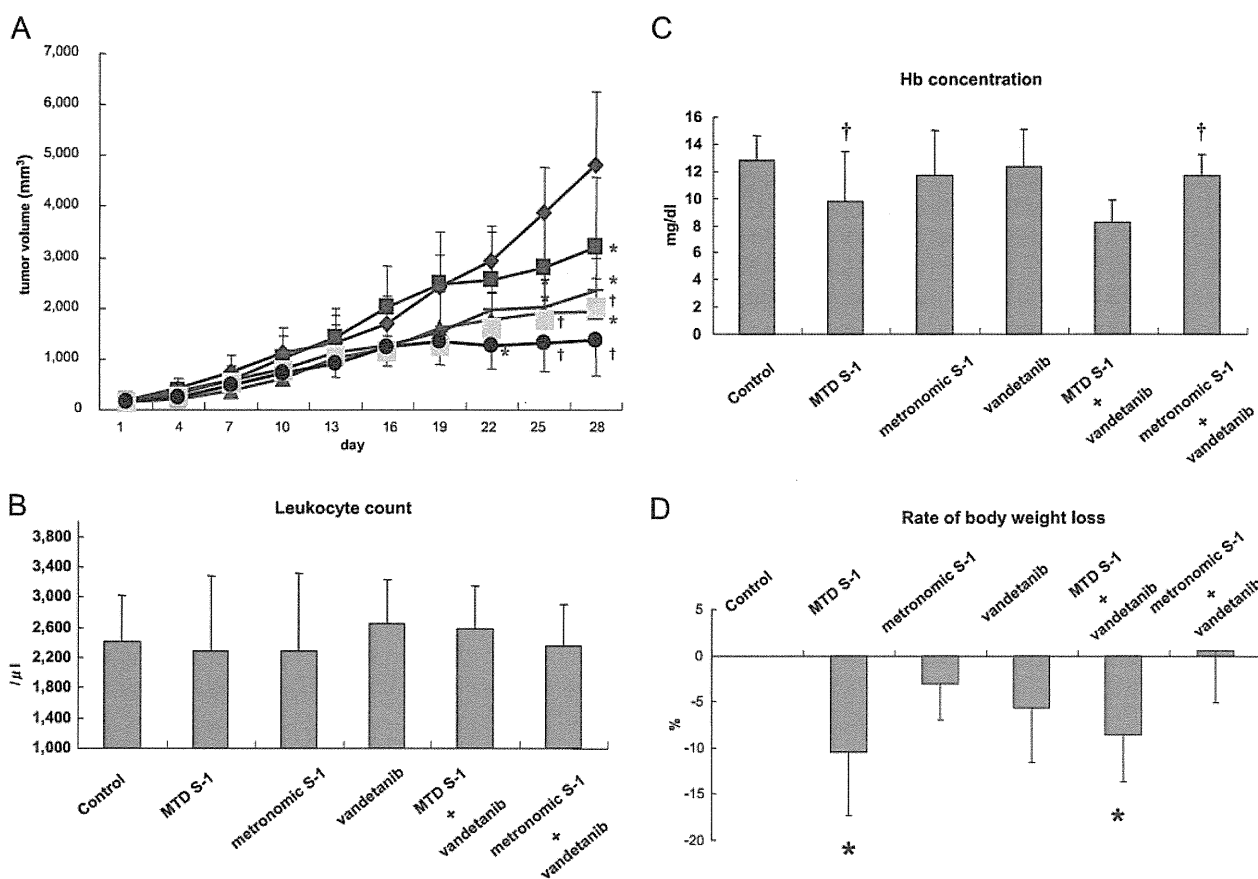 A
7,000
6,000
5,000
4,000
3,000
2,000
1,000
0
tumor volume (mm³)
1 4 7 10 13 16 19 22 25 28
day
*
*
†
*
†
*
*
†
*
†
B
Leukocyte count
3,800
3,400
3,000
2,600
2,200
1,800
1,400
1,000
/μl
Control
MTD S-1
metronomic S-1
vandetanib
MTD S-1
+
vandetanib
metronomic S-1
+
vandetanib
C
Hb concentration
16
14
12
10
8
6
4
2
0
mg/dl
†
†
Control
MTD S-1
metronomic S-1
vandetanib
MTD S-1
+
vandetanib
metronomic S-1
+
vandetanib
D
Rate of body weight loss
Control
MTD S-1
metronomic S-1
vandetanib
MTD S-1
+
vandetanib
metronomic S-1
+
vandetanib
5
0
-5
-10
-15
-20
%
*
*